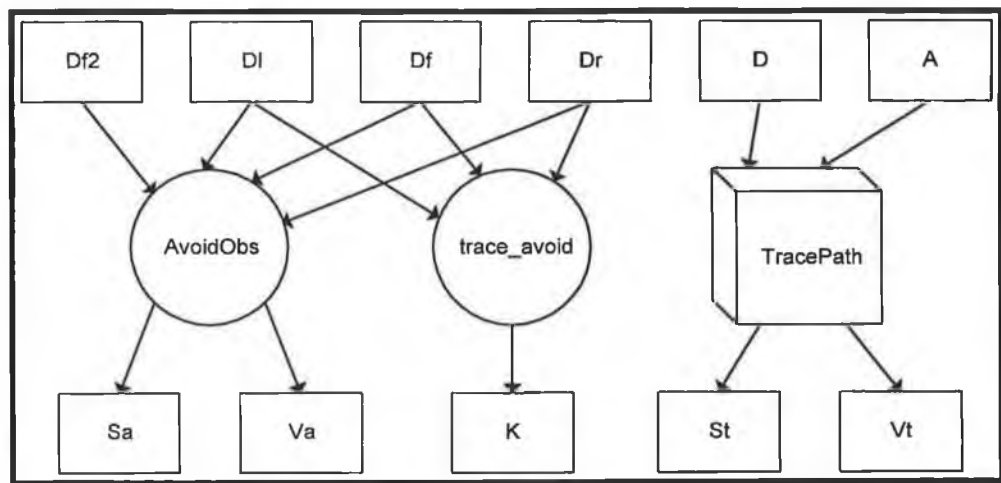 Df2
Dl
Df
Dr
D
A
AvoidObs
trace_avoid
TracePath
Sa
Va
K
St
Vt